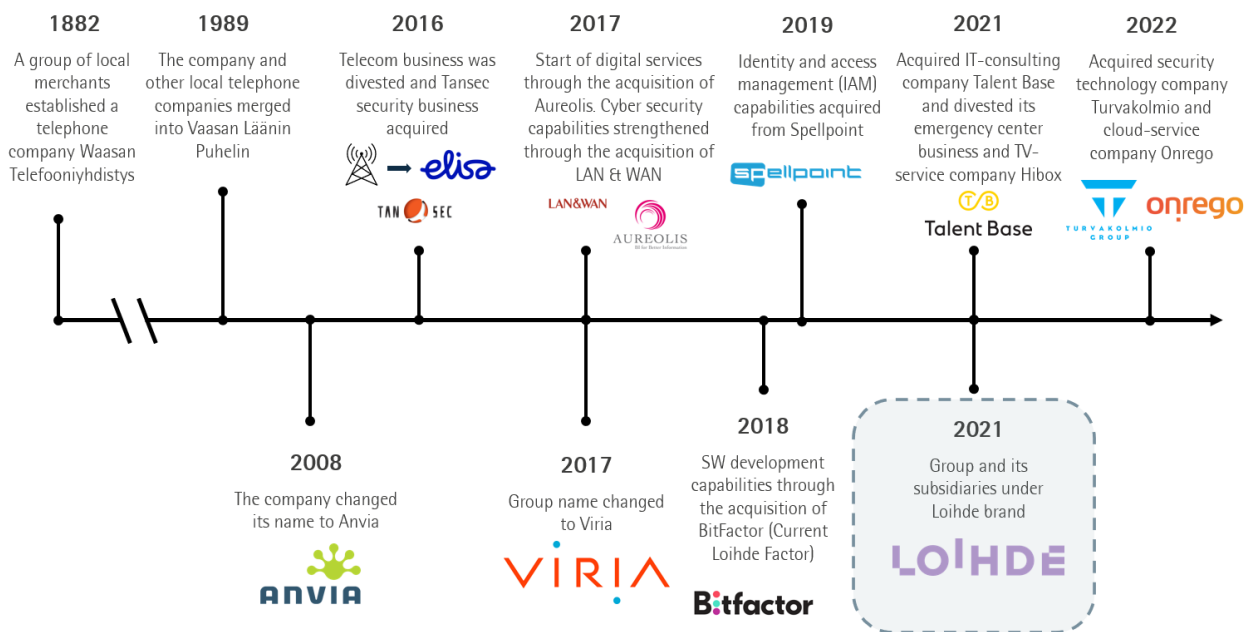 1882
A group of local
merchants
established a
telephone
company Waasan
Telefooniyhdistys
1989
The company and
other local telephone
companies merged
into Vaasan Läänin
Puhelin
2016
Telecom business was
divested and Tansec
security business
acquired
elisa
TAN SEC
2017
Start of digital services
through the acquisition of
Aureolis. Cyber security
capabilities strengthened
through the acquisition of
LAN & WAN
LAN&WAN
AUREOLIS
BI for Better Information
2019
Identity and access
management (IAM)
capabilities acquired
from Spellpoint
spellpoint
2021
Acquired IT-consulting
company Talent Base
and divested its
emergency center
business and TV-
service company Hibox
T B
Talent Base
2022
Acquired security
technology company
Turvakolmio and
cloud-service
company Onrego
TURVAKOLMIO
GROUP
onrego
2008
The company changed
its name to Anvia
ANVIA
2017
Group name changed
to Viria
VIRIA
2018
SW development
capabilities through
the acquisition of
BitFactor (Current
Loihde Factor)
Bitfactor
2021
Group and its
subsidiaries under
Loihde brand
LOIHDE